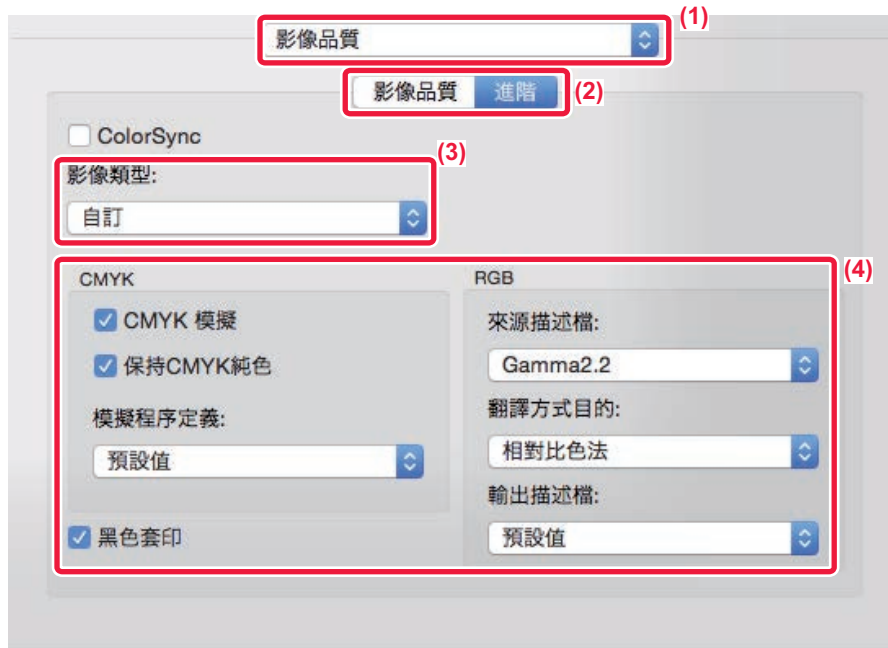 影像品質
(1)
影像品質 進階
(2)
ColorSync
(3)
影像類型:
自訂
(4)
CMYK
CMYK 模擬
保持CMYK純色
模擬程序定義:
預設值
黑色套印
RGB
來源描述檔:
Gamma2.2
翻譯方式目的:
相對比色法
輸出描述檔:
預設值